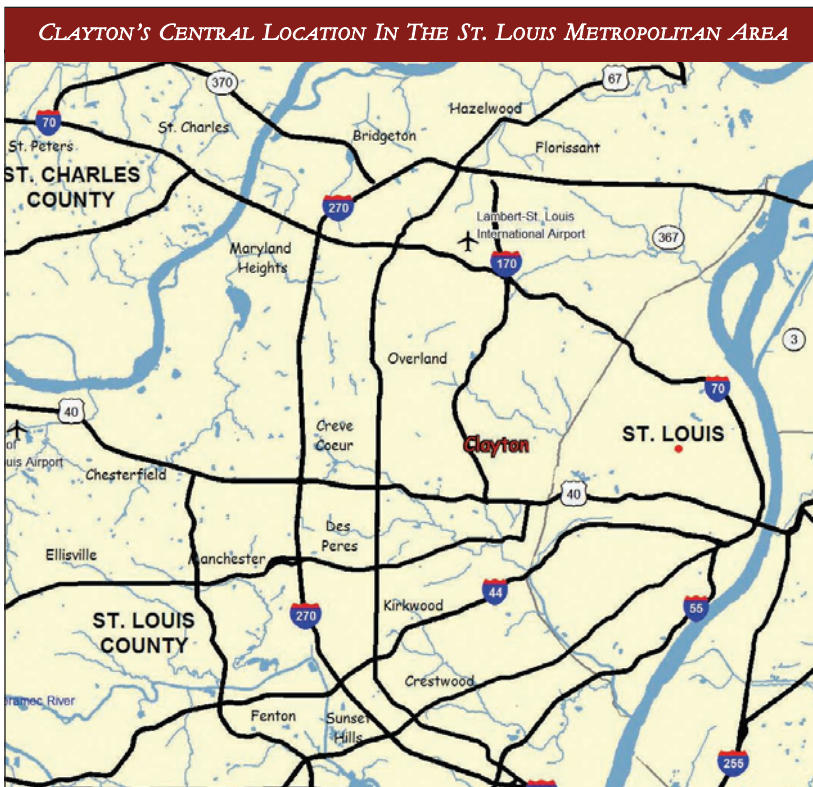 CLAYTON'S CENTRAL LOCATION IN THE ST. LOUIS METROPOLITAN AREA
370
67
Hazelwood
70
St. Charles
Bridgeton
St. Peters
Florissant
ST. CHARLES
COUNTY
270
Lambert-St. Louis
International Airport
367
Maryland
Heights
170
3
Overland
70
40
Creve
Coeur
Clayton
ST. LOUIS
of
uis Airport
Chesterfield
40
Des
Peres
Ellisville
Manchester
44
Kirkwood
55
270
ST. LOUIS
COUNTY
Crestwood
eramec River
Fenton
Sunset
Hills
255